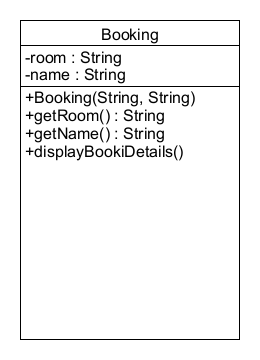 Booking
-room : String
-name : String
+Booking(String, String)
+getRoom() : String
+getName() : String
+displayBookiDetails()